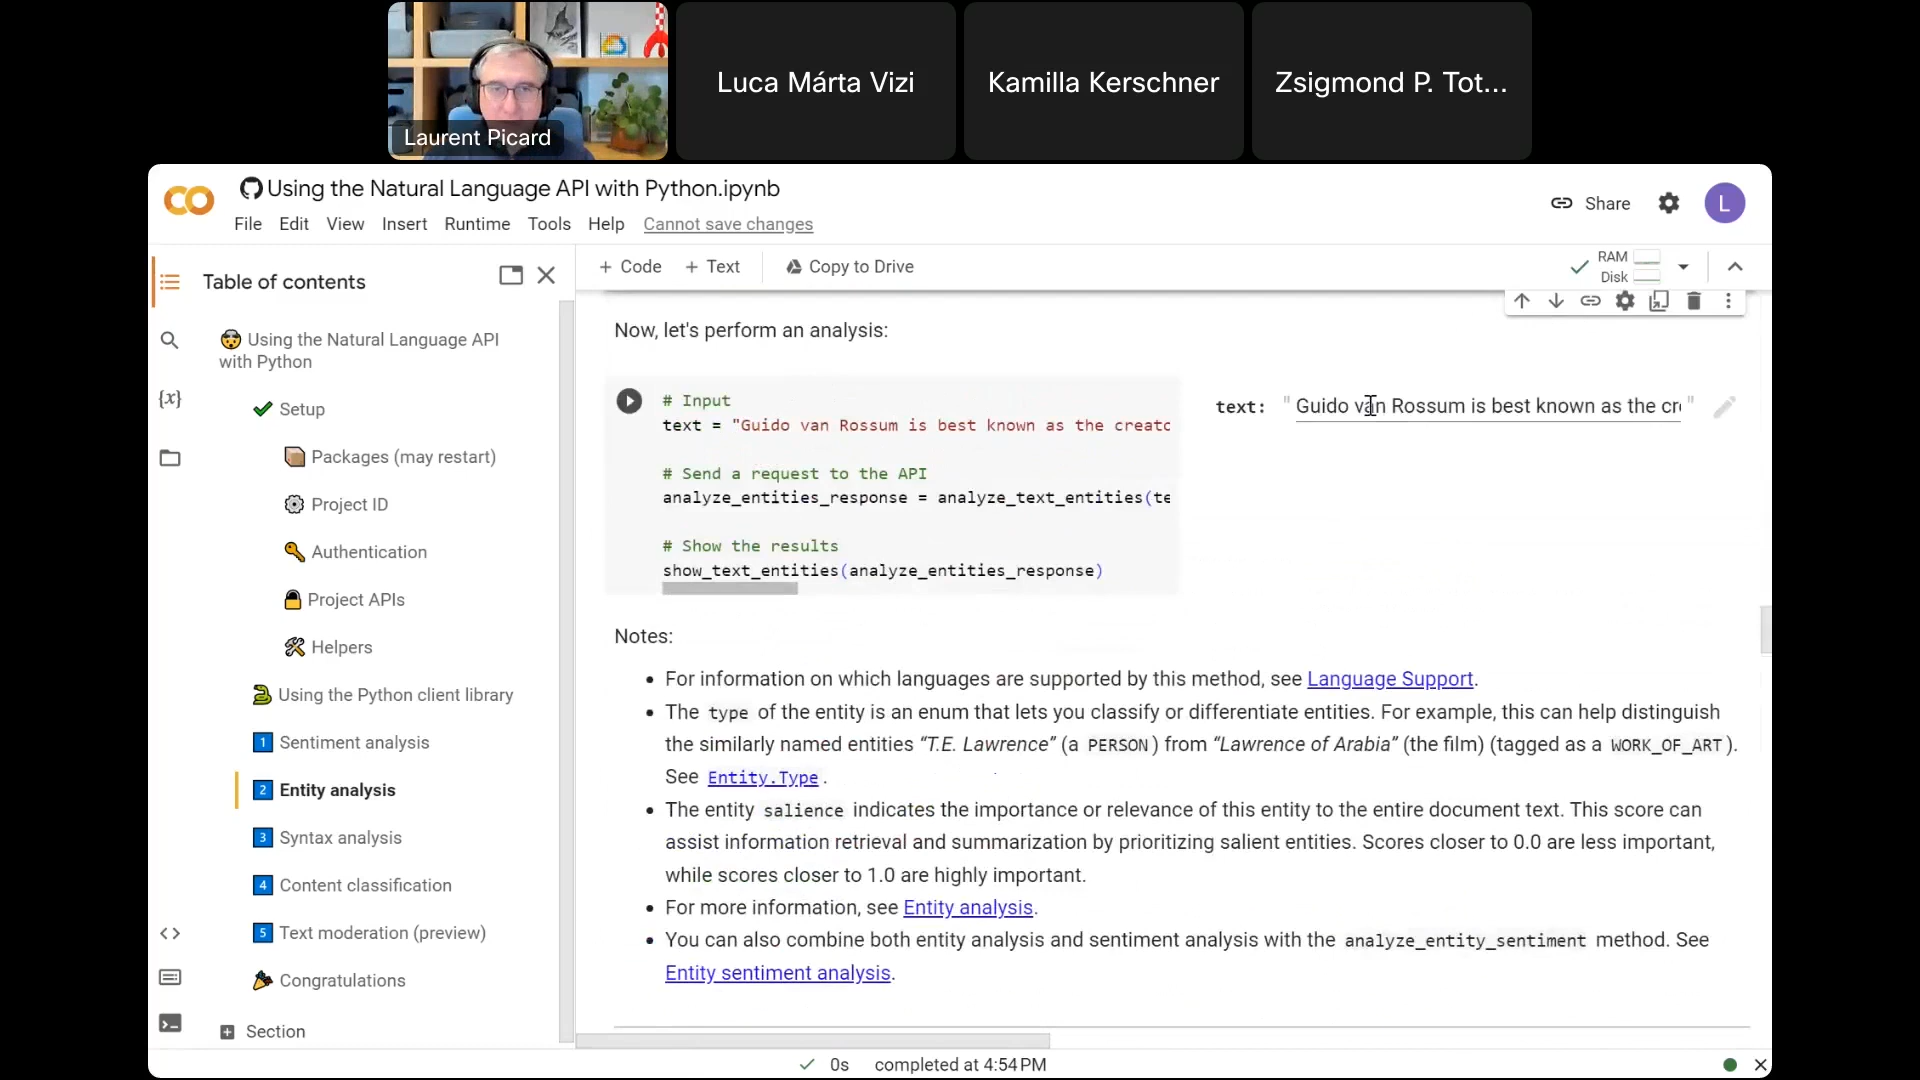 Laurent Picard
Luca Márta Vizi
Kamilla Kerschner
Zsigmond P. Tot...
Using the Natural Language API with Python.ipynb
File Edit View Insert Runtime Tools Help Cannot save changes
Share
L
Table of contents
Using the Natural Language API
with Python
Setup
Packages (may restart)
Project ID
Authentication
Project APIs
Helpers
Using the Python client library
1 Sentiment analysis
2 Entity analysis
3 Syntax analysis
4 Content classification
5 Text moderation (preview)
Congratulations
Section
+ Code + Text Copy to Drive
RAM
Disk
Now, let's perform an analysis:
# Input
text = "Guido van Rossum is best known as the creato
# Send a request to the API
analyze_entities_response = analyze_text_entities(te
# Show the results
show_text_entities(analyze_entities_response)
text: " Guido van Rossum is best known as the cr "
Notes:
• For information on which languages are supported by this method, see Language Support.
• The type of the entity is an enum that lets you classify or differentiate entities. For example, this can help distinguish
the similarly named entities “T.E. Lawrence” (a PERSON) from “Lawrence of Arabia” (the film) (tagged as a WORK_OF_ART).
See Entity.Type.
• The entity salience indicates the importance or relevance of this entity to the entire document text. This score can
assist information retrieval and summarization by prioritizing salient entities. Scores closer to 0.0 are less important,
while scores closer to 1.0 are highly important.
• For more information, see Entity analysis.
• You can also combine both entity analysis and sentiment analysis with the analyze_entity_sentiment method. See
Entity sentiment analysis.
0s completed at 4:54 PM